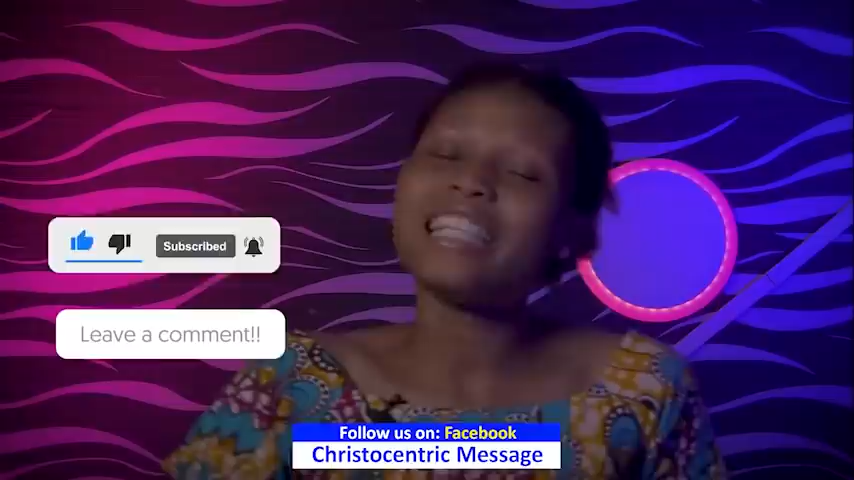 Subscribed
Leave a comment!!
Follow us on: Facebook
Christocentric Message